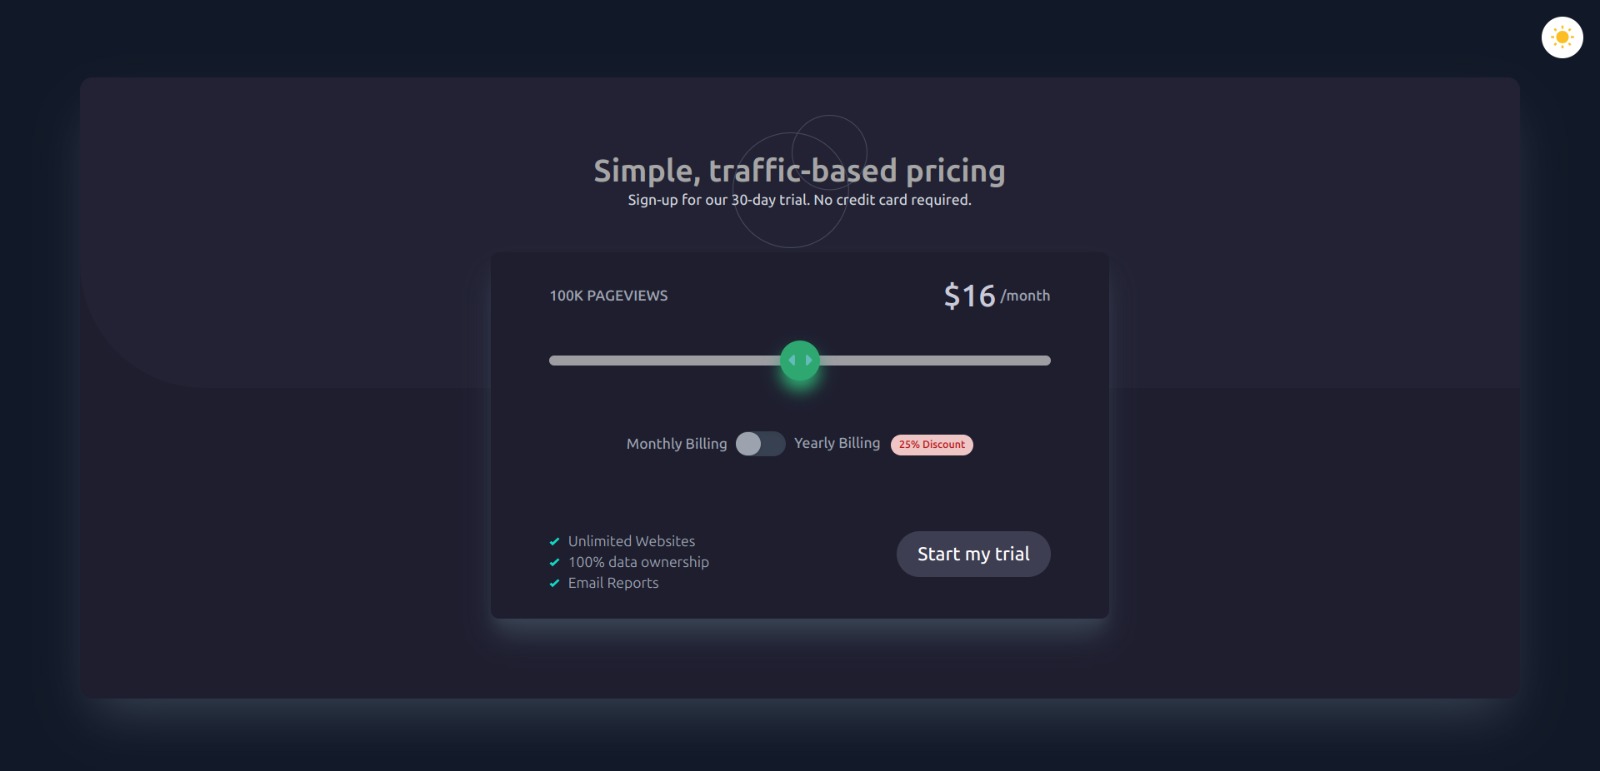 Simple, traffic-based pricing
Sign-up for our 30-day trial. No credit card required.
100K PAGEVIEWS
$16 /month
Monthly Billing
Yearly Billing
25% Discount
Unlimited Websites
100% data ownership
Email Reports
Start my trial